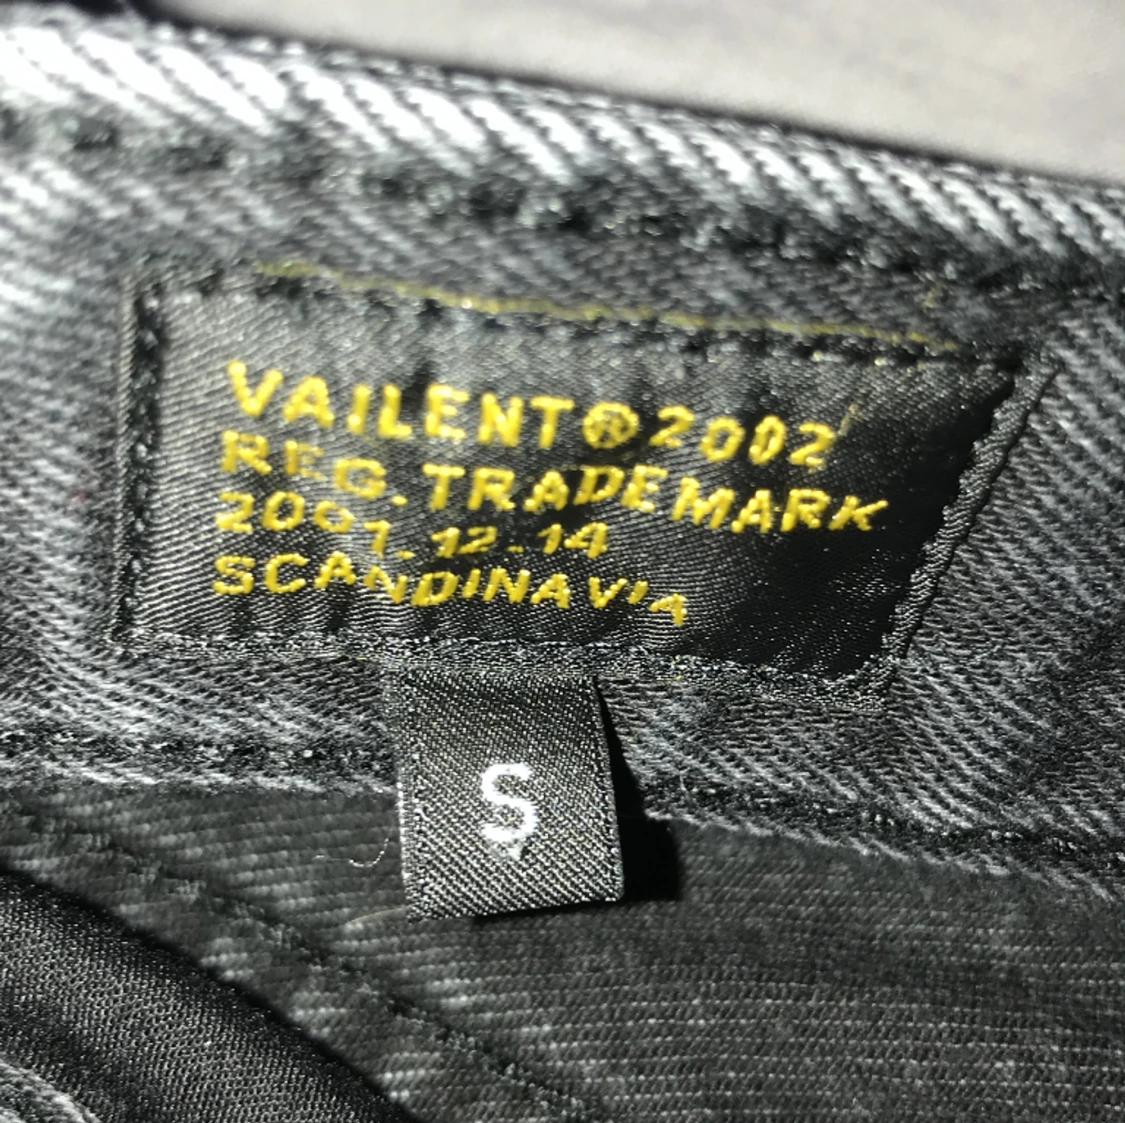 VAILENT®2002
REG.TRADEMARK
2001.12.14
SCANDINAVIA
S